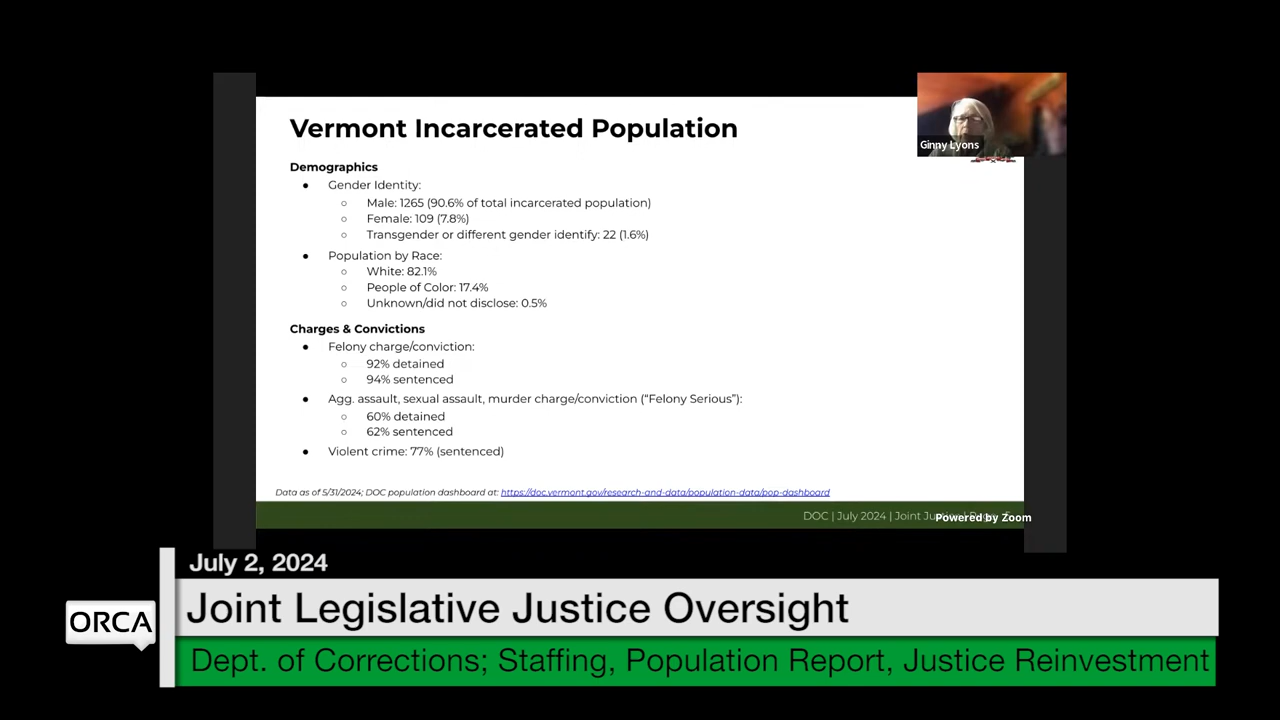 Vermont Incarcerated Population
Ginny Lyons
Demographics
● Gender Identity:
○ Male: 1265 (90.6% of total incarcerated population)
○ Female: 109 (7.8%)
○ Transgender or different gender identify: 22 (1.6%)
● Population by Race:
○ White: 82.1%
○ People of Color: 17.4%
○ Unknown/did not disclose: 0.5%
Charges & Convictions
● Felony charge/conviction:
○ 92% detained
○ 94% sentenced
● Agg. assault, sexual assault, murder charge/conviction (“Felony Serious”):
○ 60% detained
○ 62% sentenced
● Violent crime: 77% (sentenced)
Data as of 5/31/2024; DOC population dashboard at: https://doc.vermont.gov/research-and-data/population-data/pop-dashboard
DOC | July 2024 | Joint
Powered by Zoom
July 2, 2024
Joint Legislative Justice Oversight
ORCA
Dept. of Corrections; Staffing, Population Report, Justice Reinvestment